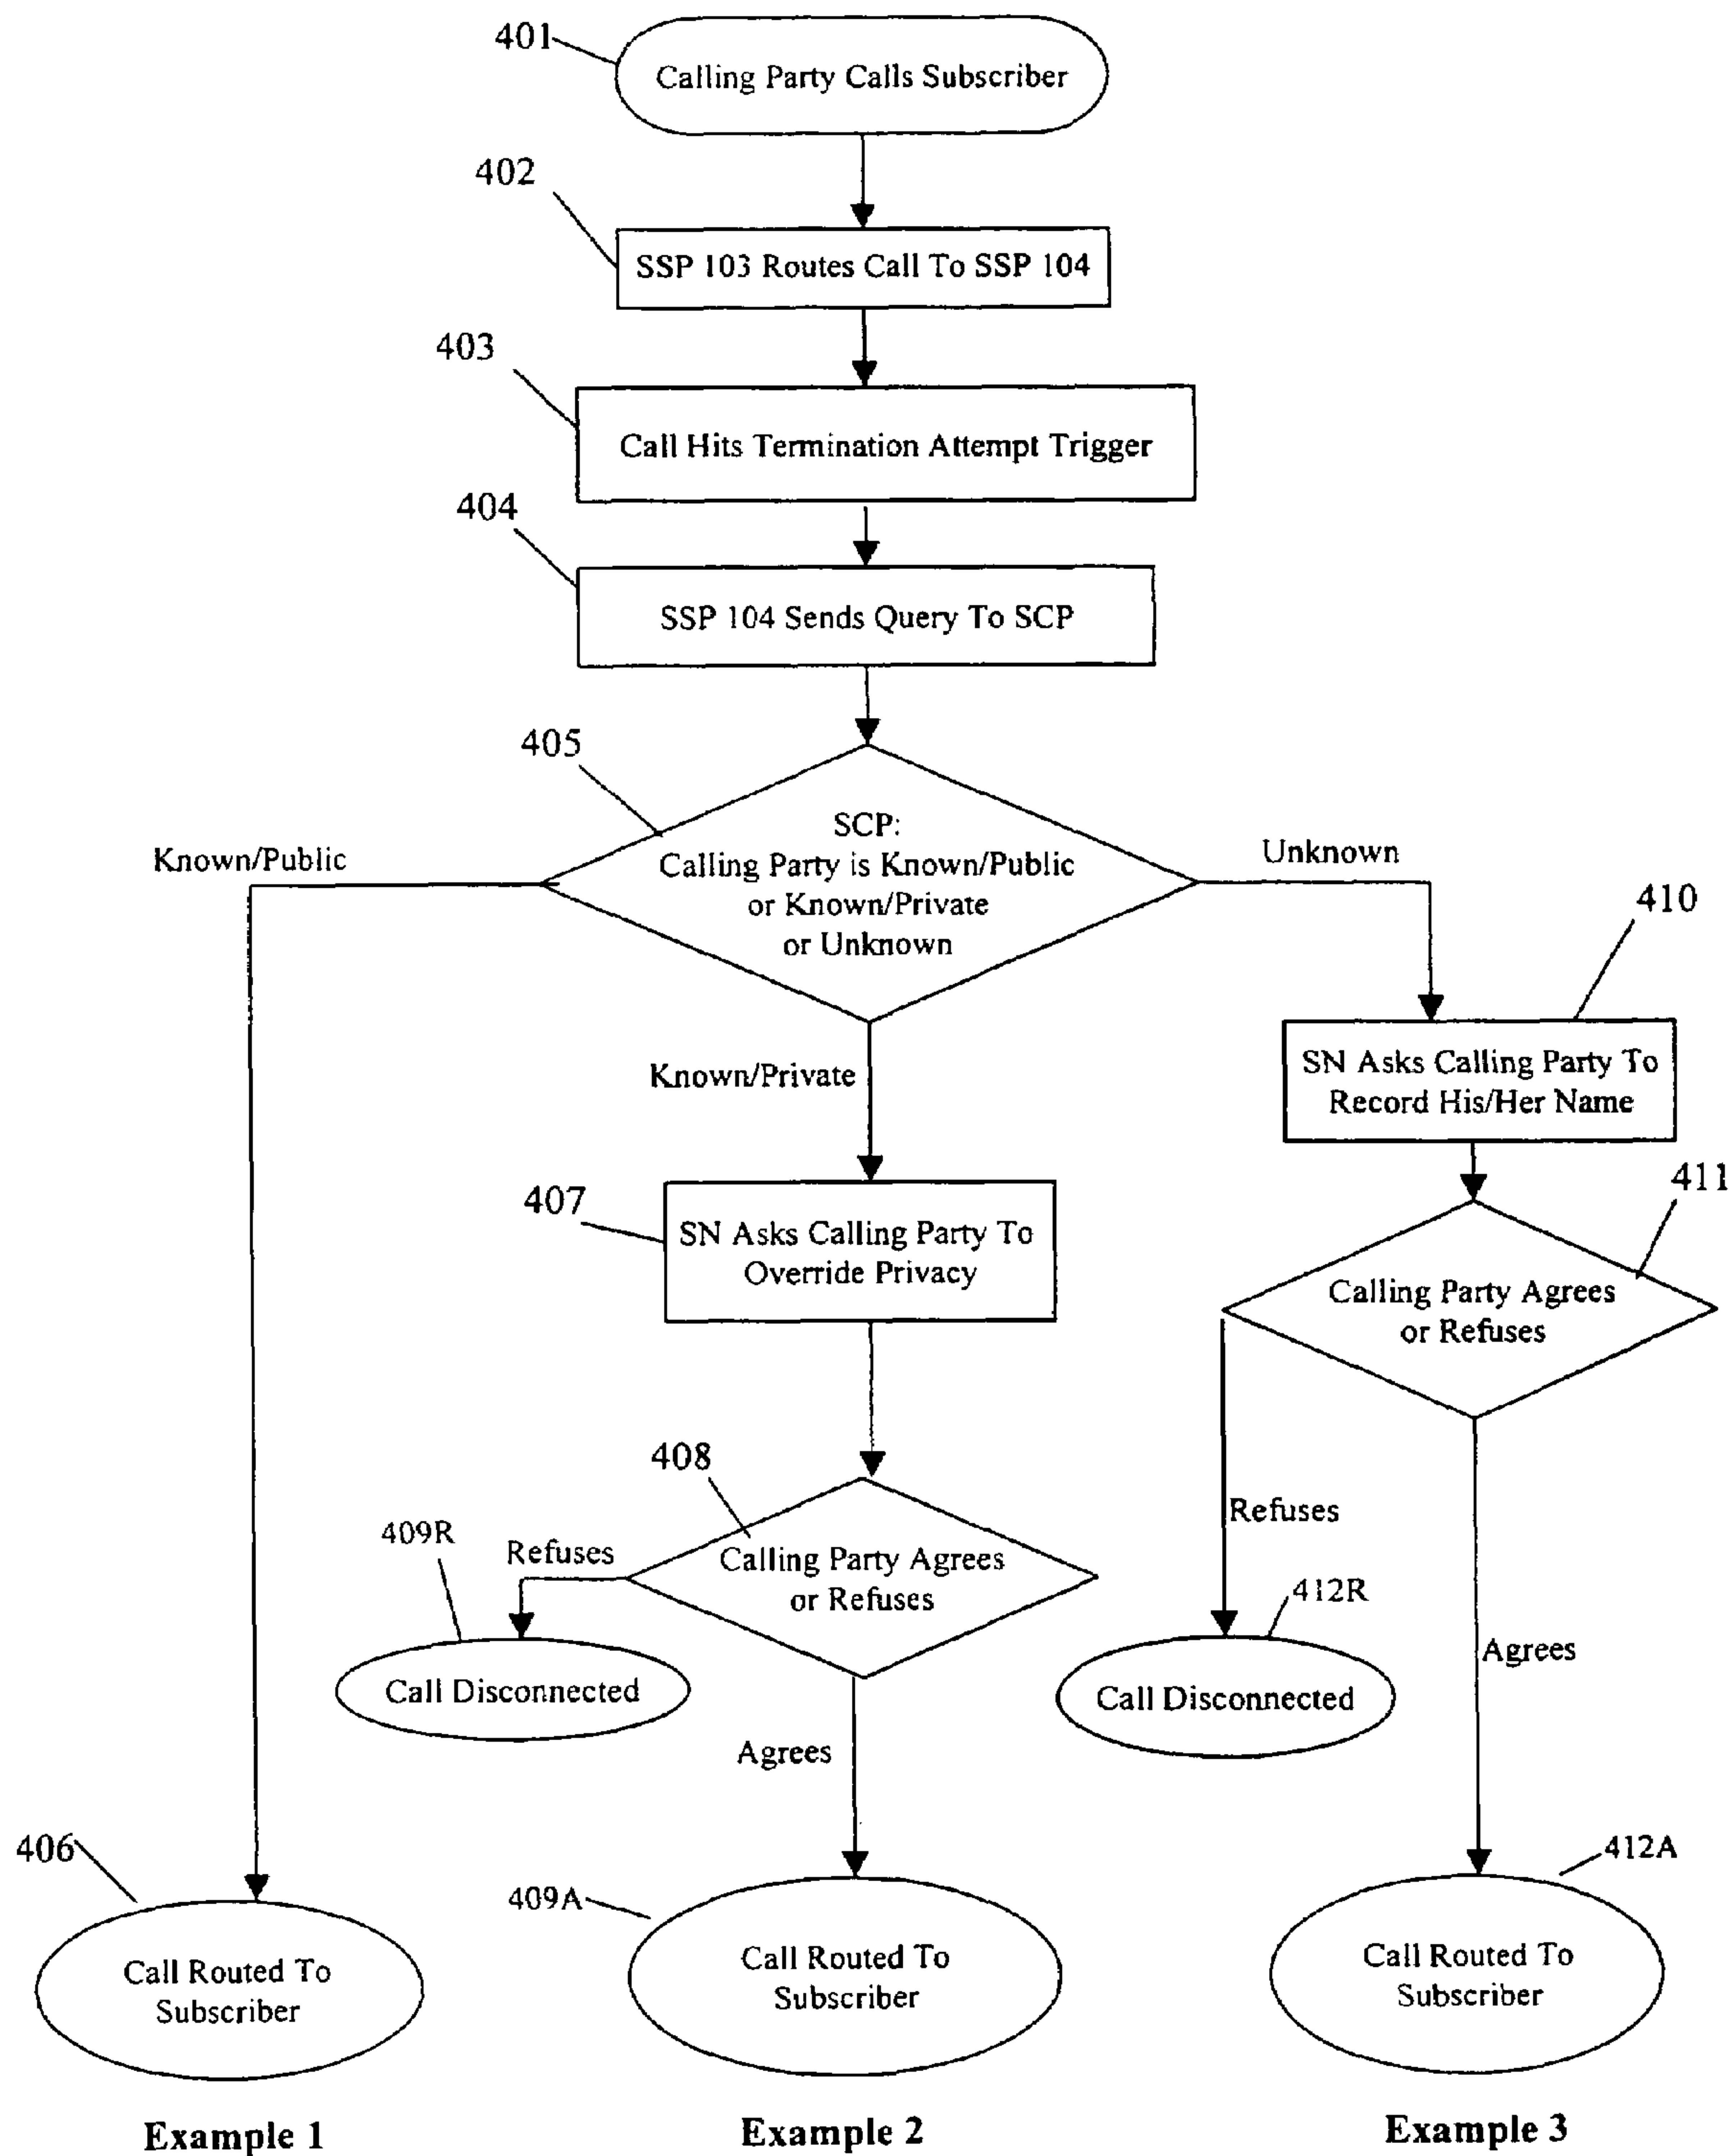 401
Calling Party Calls Subscriber
402
SSP 103 Routes Call To SSP 104
403
Call Hits Termination Attempt Trigger
404
SSP 104 Sends Query To SCP
405
SCP:
Calling Party is Known/Public
or Known/Private
or Unknown
Known/Public
Unknown
Known/Private
410
SN Asks Calling Party To
Record His/Her Name
407
SN Asks Calling Party To
Override Privacy
411
Calling Party Agrees
or Refuses
408
Calling Party Agrees
or Refuses
409R
Refuses
Call Disconnected
Refuses
412R
Call Disconnected
Agrees
Agrees
406
Call Routed To
Subscriber
409A
Call Routed To
Subscriber
412A
Call Routed To
Subscriber
Example 1
Example 2
Example 3